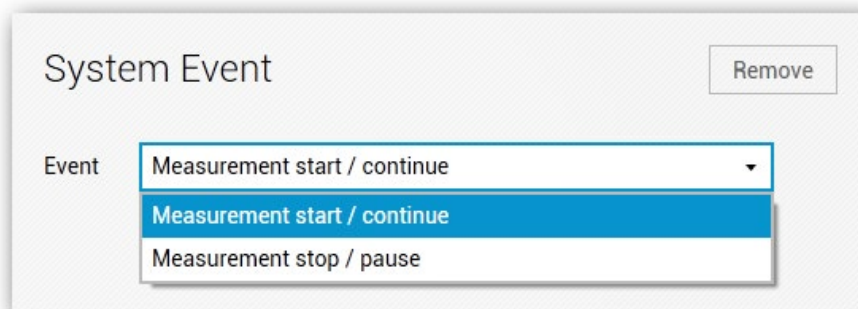 System Event
Remove
Event
Measurement start / continue
Measurement start / continue
Measurement stop / pause